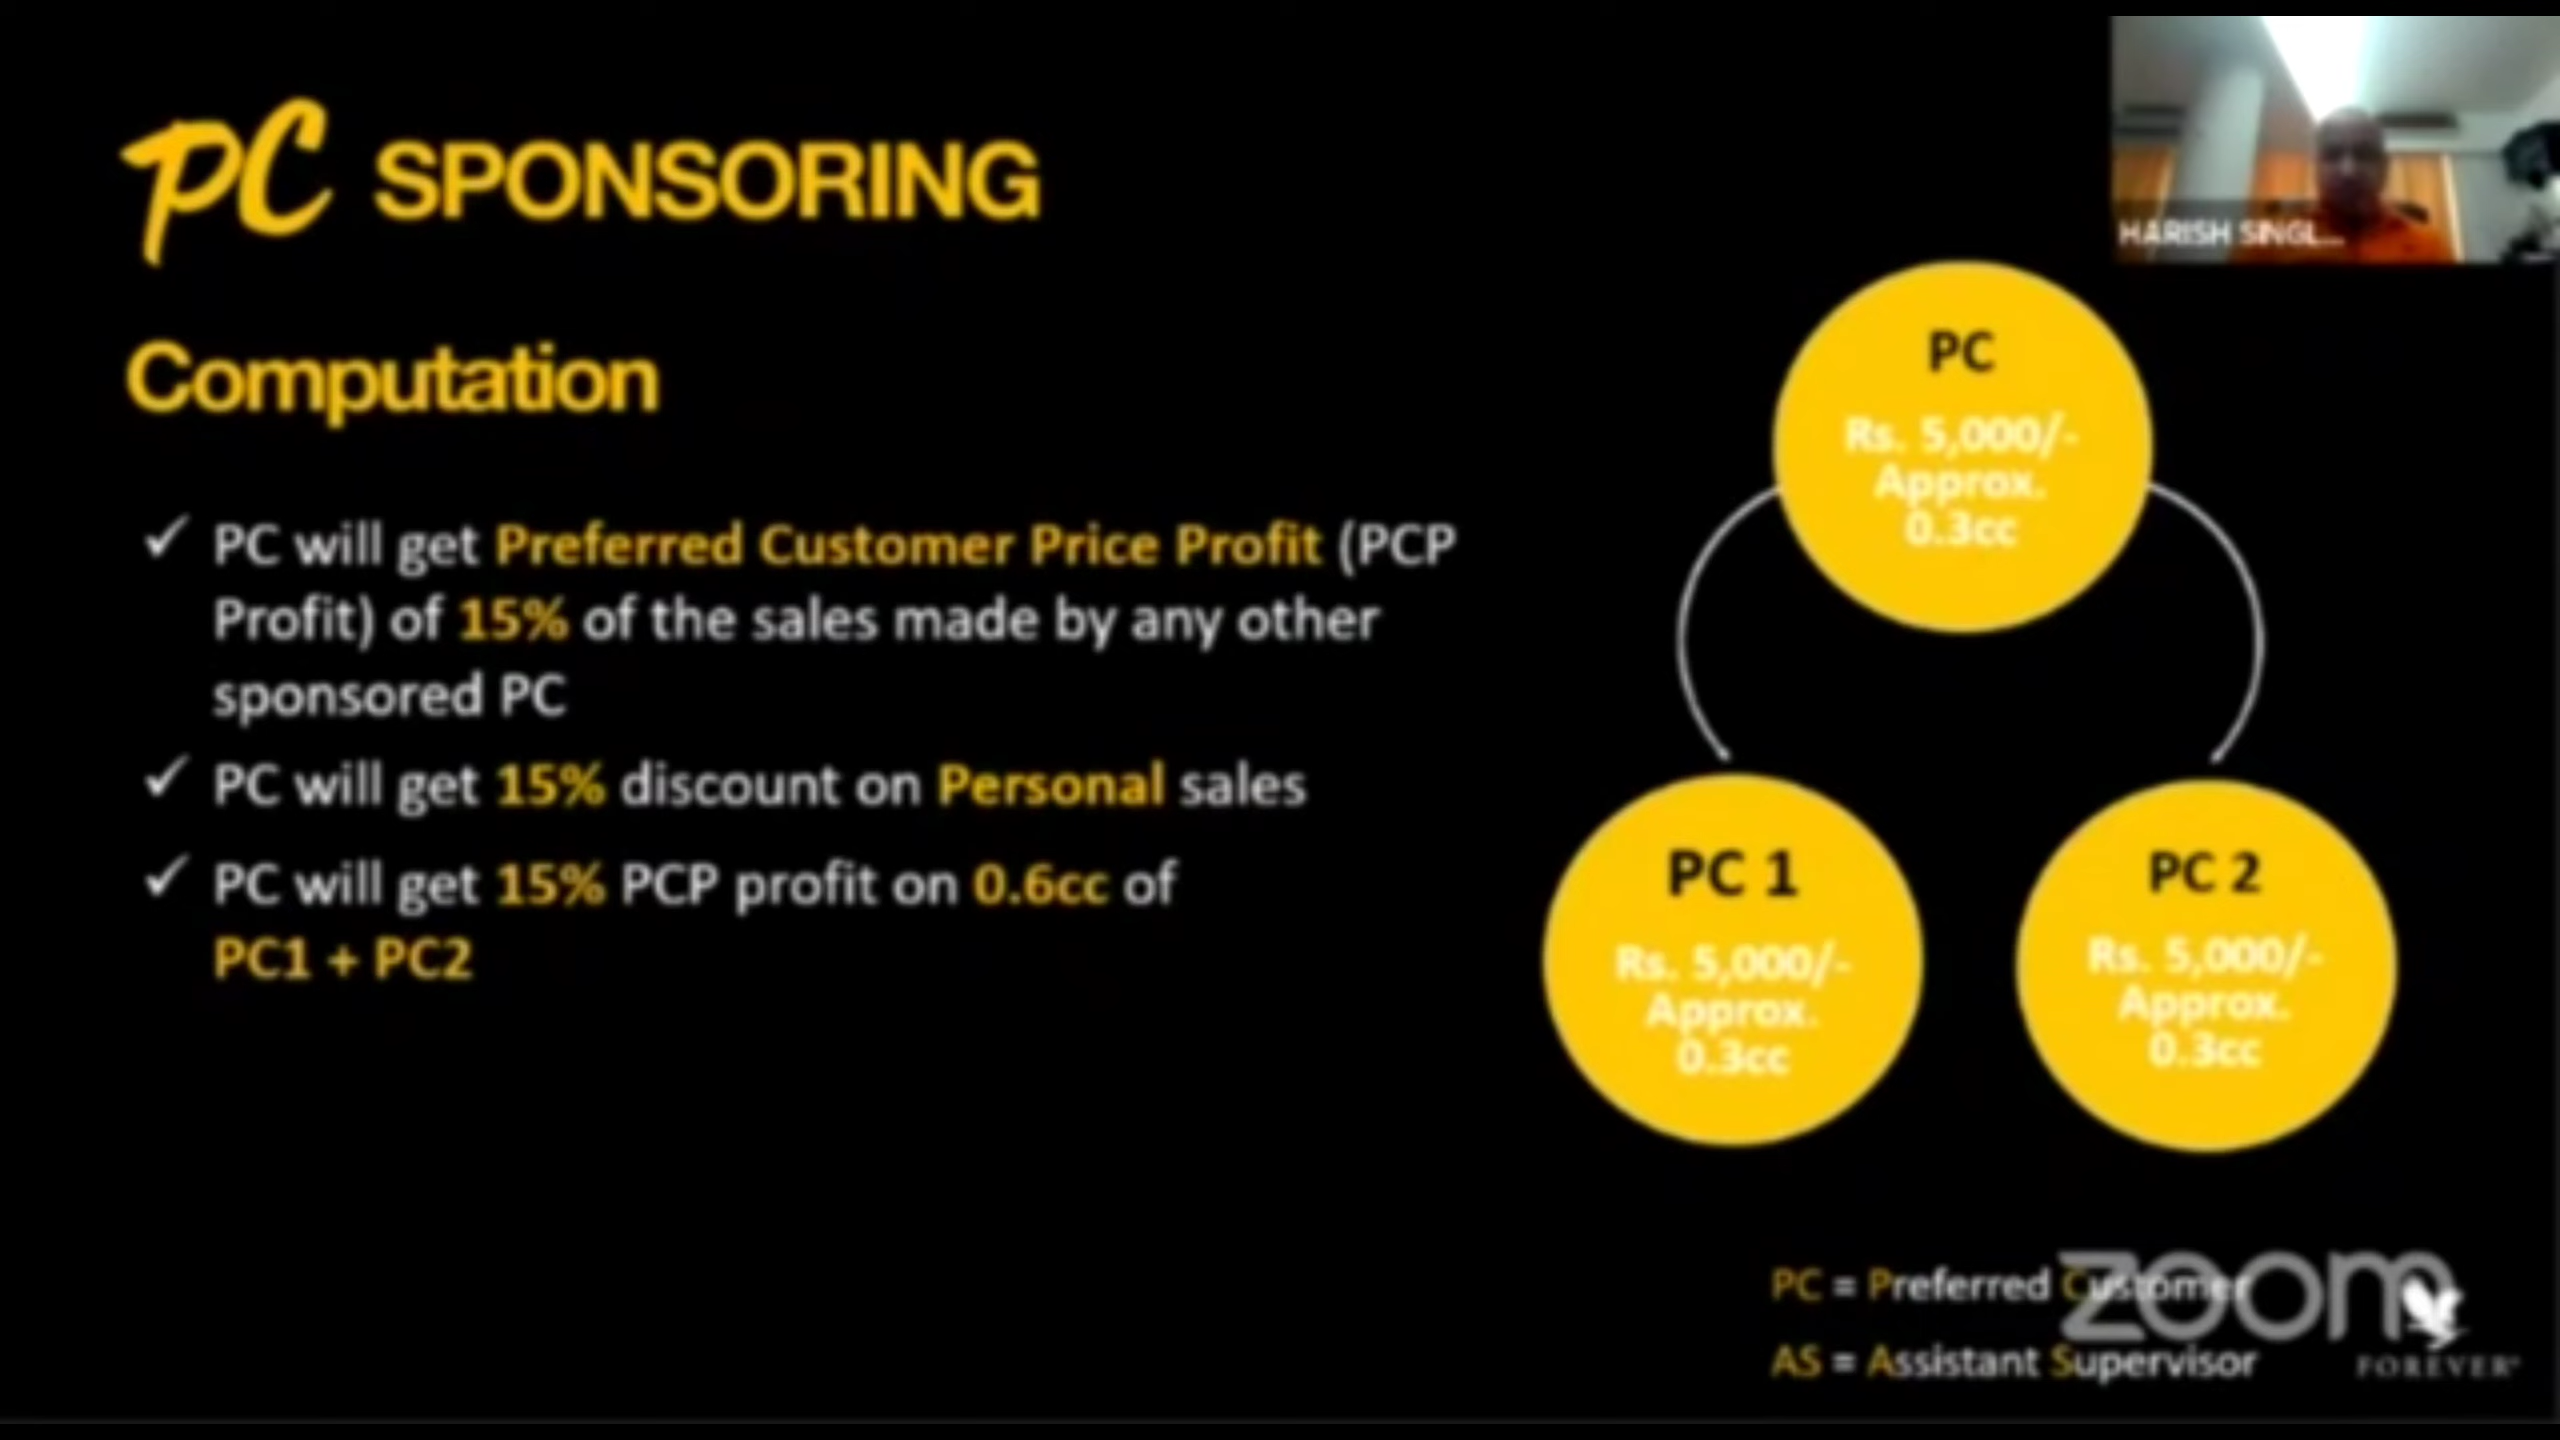 PC SPONSORING
HARISH SINGL...
Computation
✓ PC will get Preferred Customer Price Profit (PCP
Profit) of 15% of the sales made by any other
sponsored PC
✓ PC will get 15% discount on Personal sales
✓ PC will get 15% PCP profit on 0.6cc of
PC1 + PC2
PC
Rs. 5,000/-
Approx.
0.3cc
PC 1
Rs. 5,000/-
Approx.
0.3cc
PC 2
Rs. 5,000/-
Approx.
0.3cc
PC = Preferred Customer
AS = Assistant Supervisor
zoom
FOREVER®